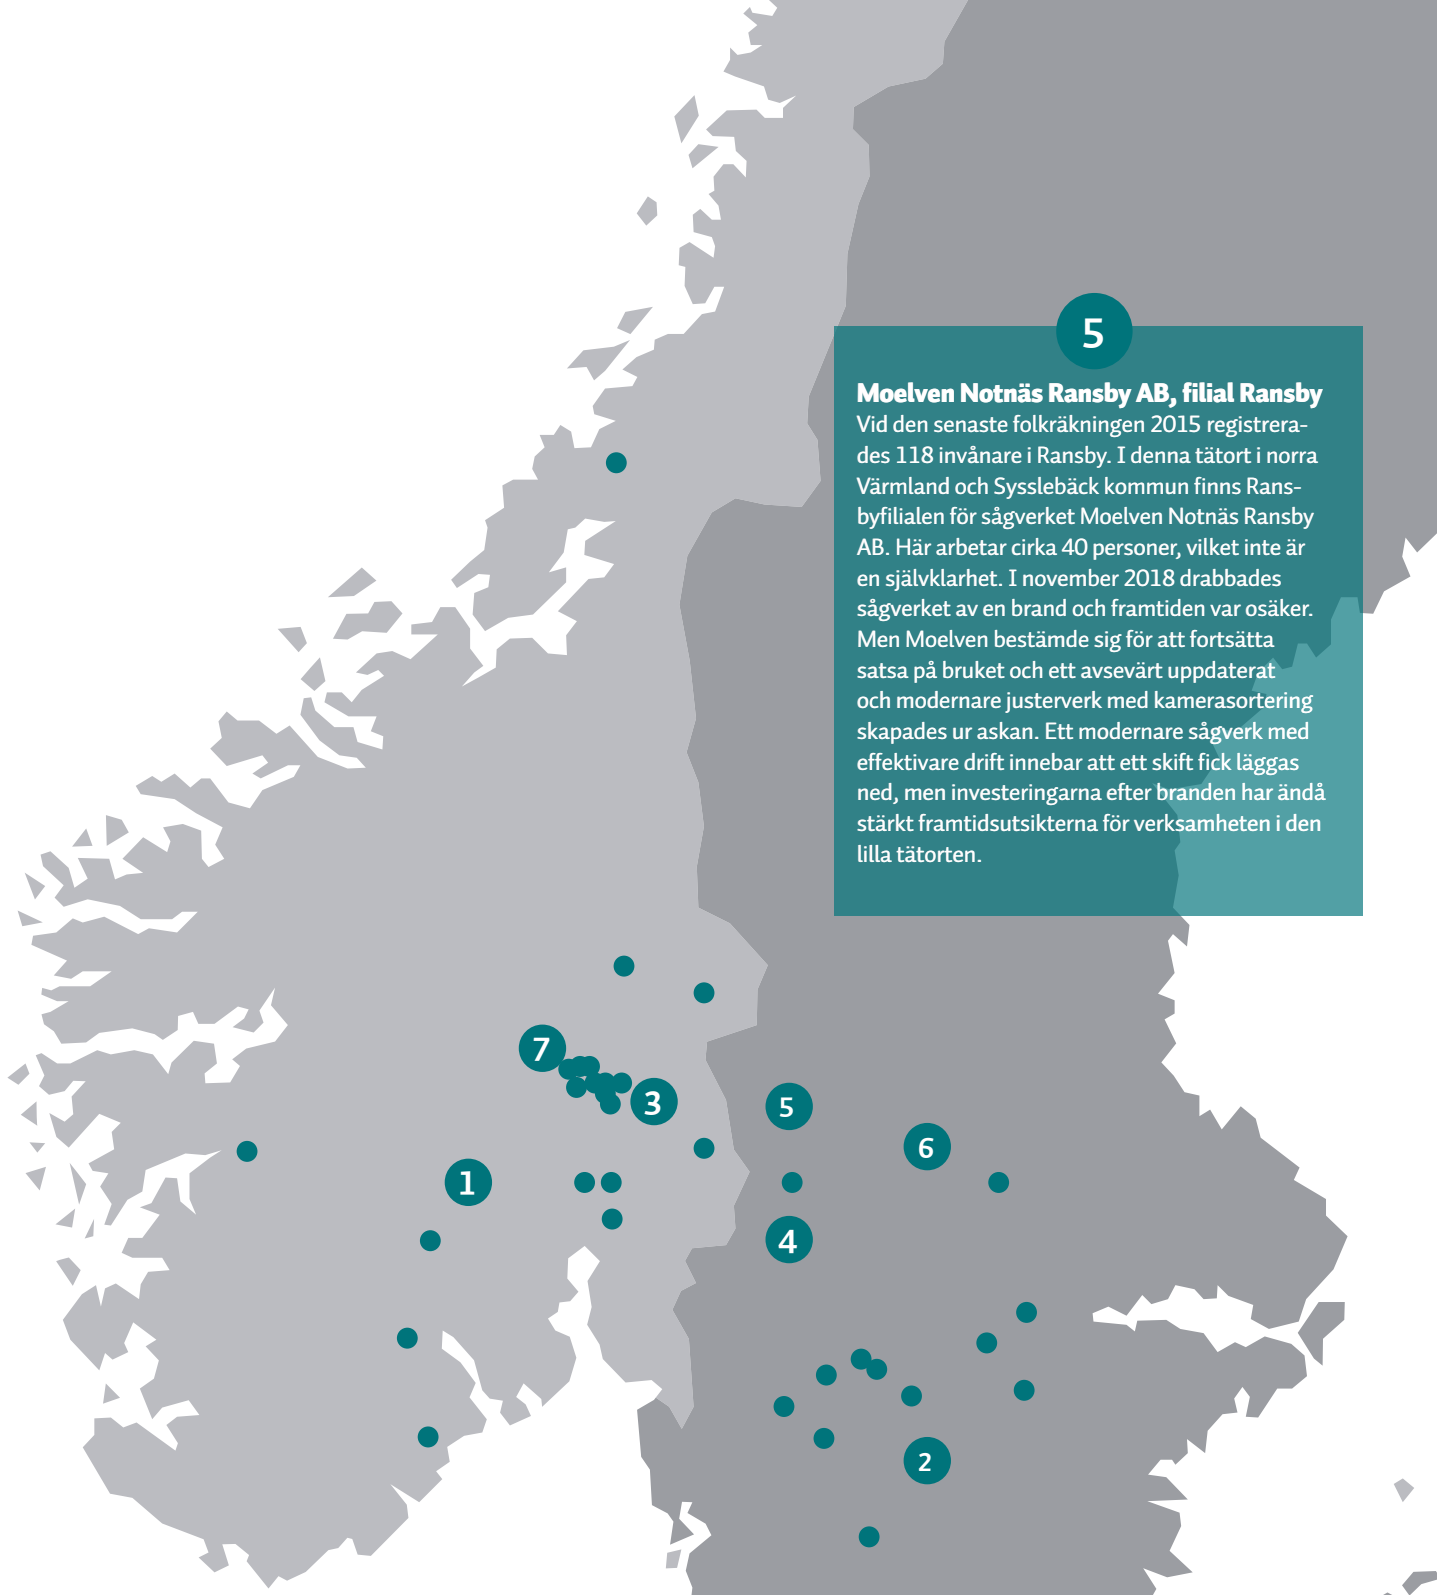 5
Moelven Notnäs Ransby AB, filial Ransby
Vid den senaste folkräkningen 2015 registrera-
des 118 invånare i Ransby. I denna tätort i norra
Värmland och Sysslebäck kommun finns Rans-
byfilialen för sågverket Moelven Notnäs Ransby
AB. Här arbetar cirka 40 personer, vilket inte är
en självklarhet. I november 2018 drabbades
sågverket av en brand och framtiden var osäker.
Men Moelven bestämde sig för att fortsätta
satsa på bruket och ett avsevärt uppdaterat
och modernare justerverk med kamerasortering
skapades ur askan. Ett modernare sågverk med
effektivare drift innebar att ett skift fick läggas
ned, men investeringarna efter branden har ändå
stärkt framtidsutsikterna för verksamheten i den
lilla tätorten.
7
3
5
6
1
4
2